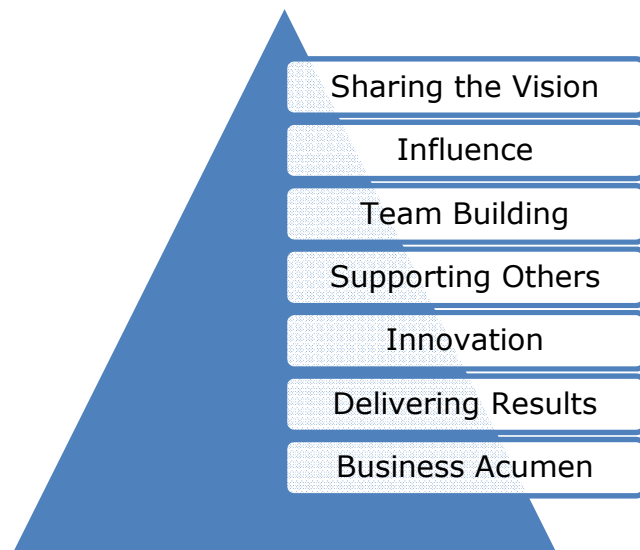 Sharing the Vision
Influence
Team Building
Supporting Others
Innovation
Delivering Results
Business Acumen